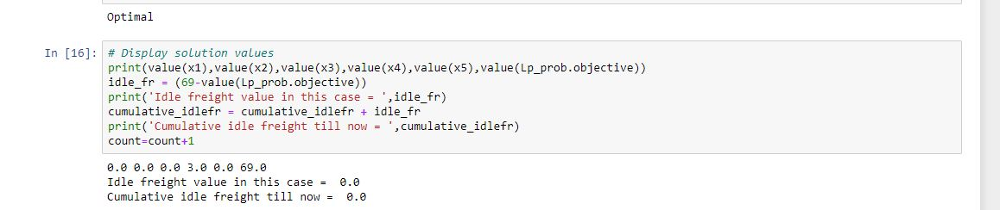 Optimal
In [16]: # Display solution values
print(value(x1),value(x2),value(x3),value(x4),value(x5),value(Lp_prob.objective))
idle_fr = (69-value(Lp_prob.objective))
print('Idle freight value in this case = ',idle_fr)
cumulative_idlefr = cumulative_idlefr + idle_fr
print('Cumulative idle freight till now = ',cumulative_idlefr)
count=count+1
0.0 0.0 0.0 3.0 0.0 69.0
Idle freight value in this case =  0.0
Cumulative idle freight till now =  0.0